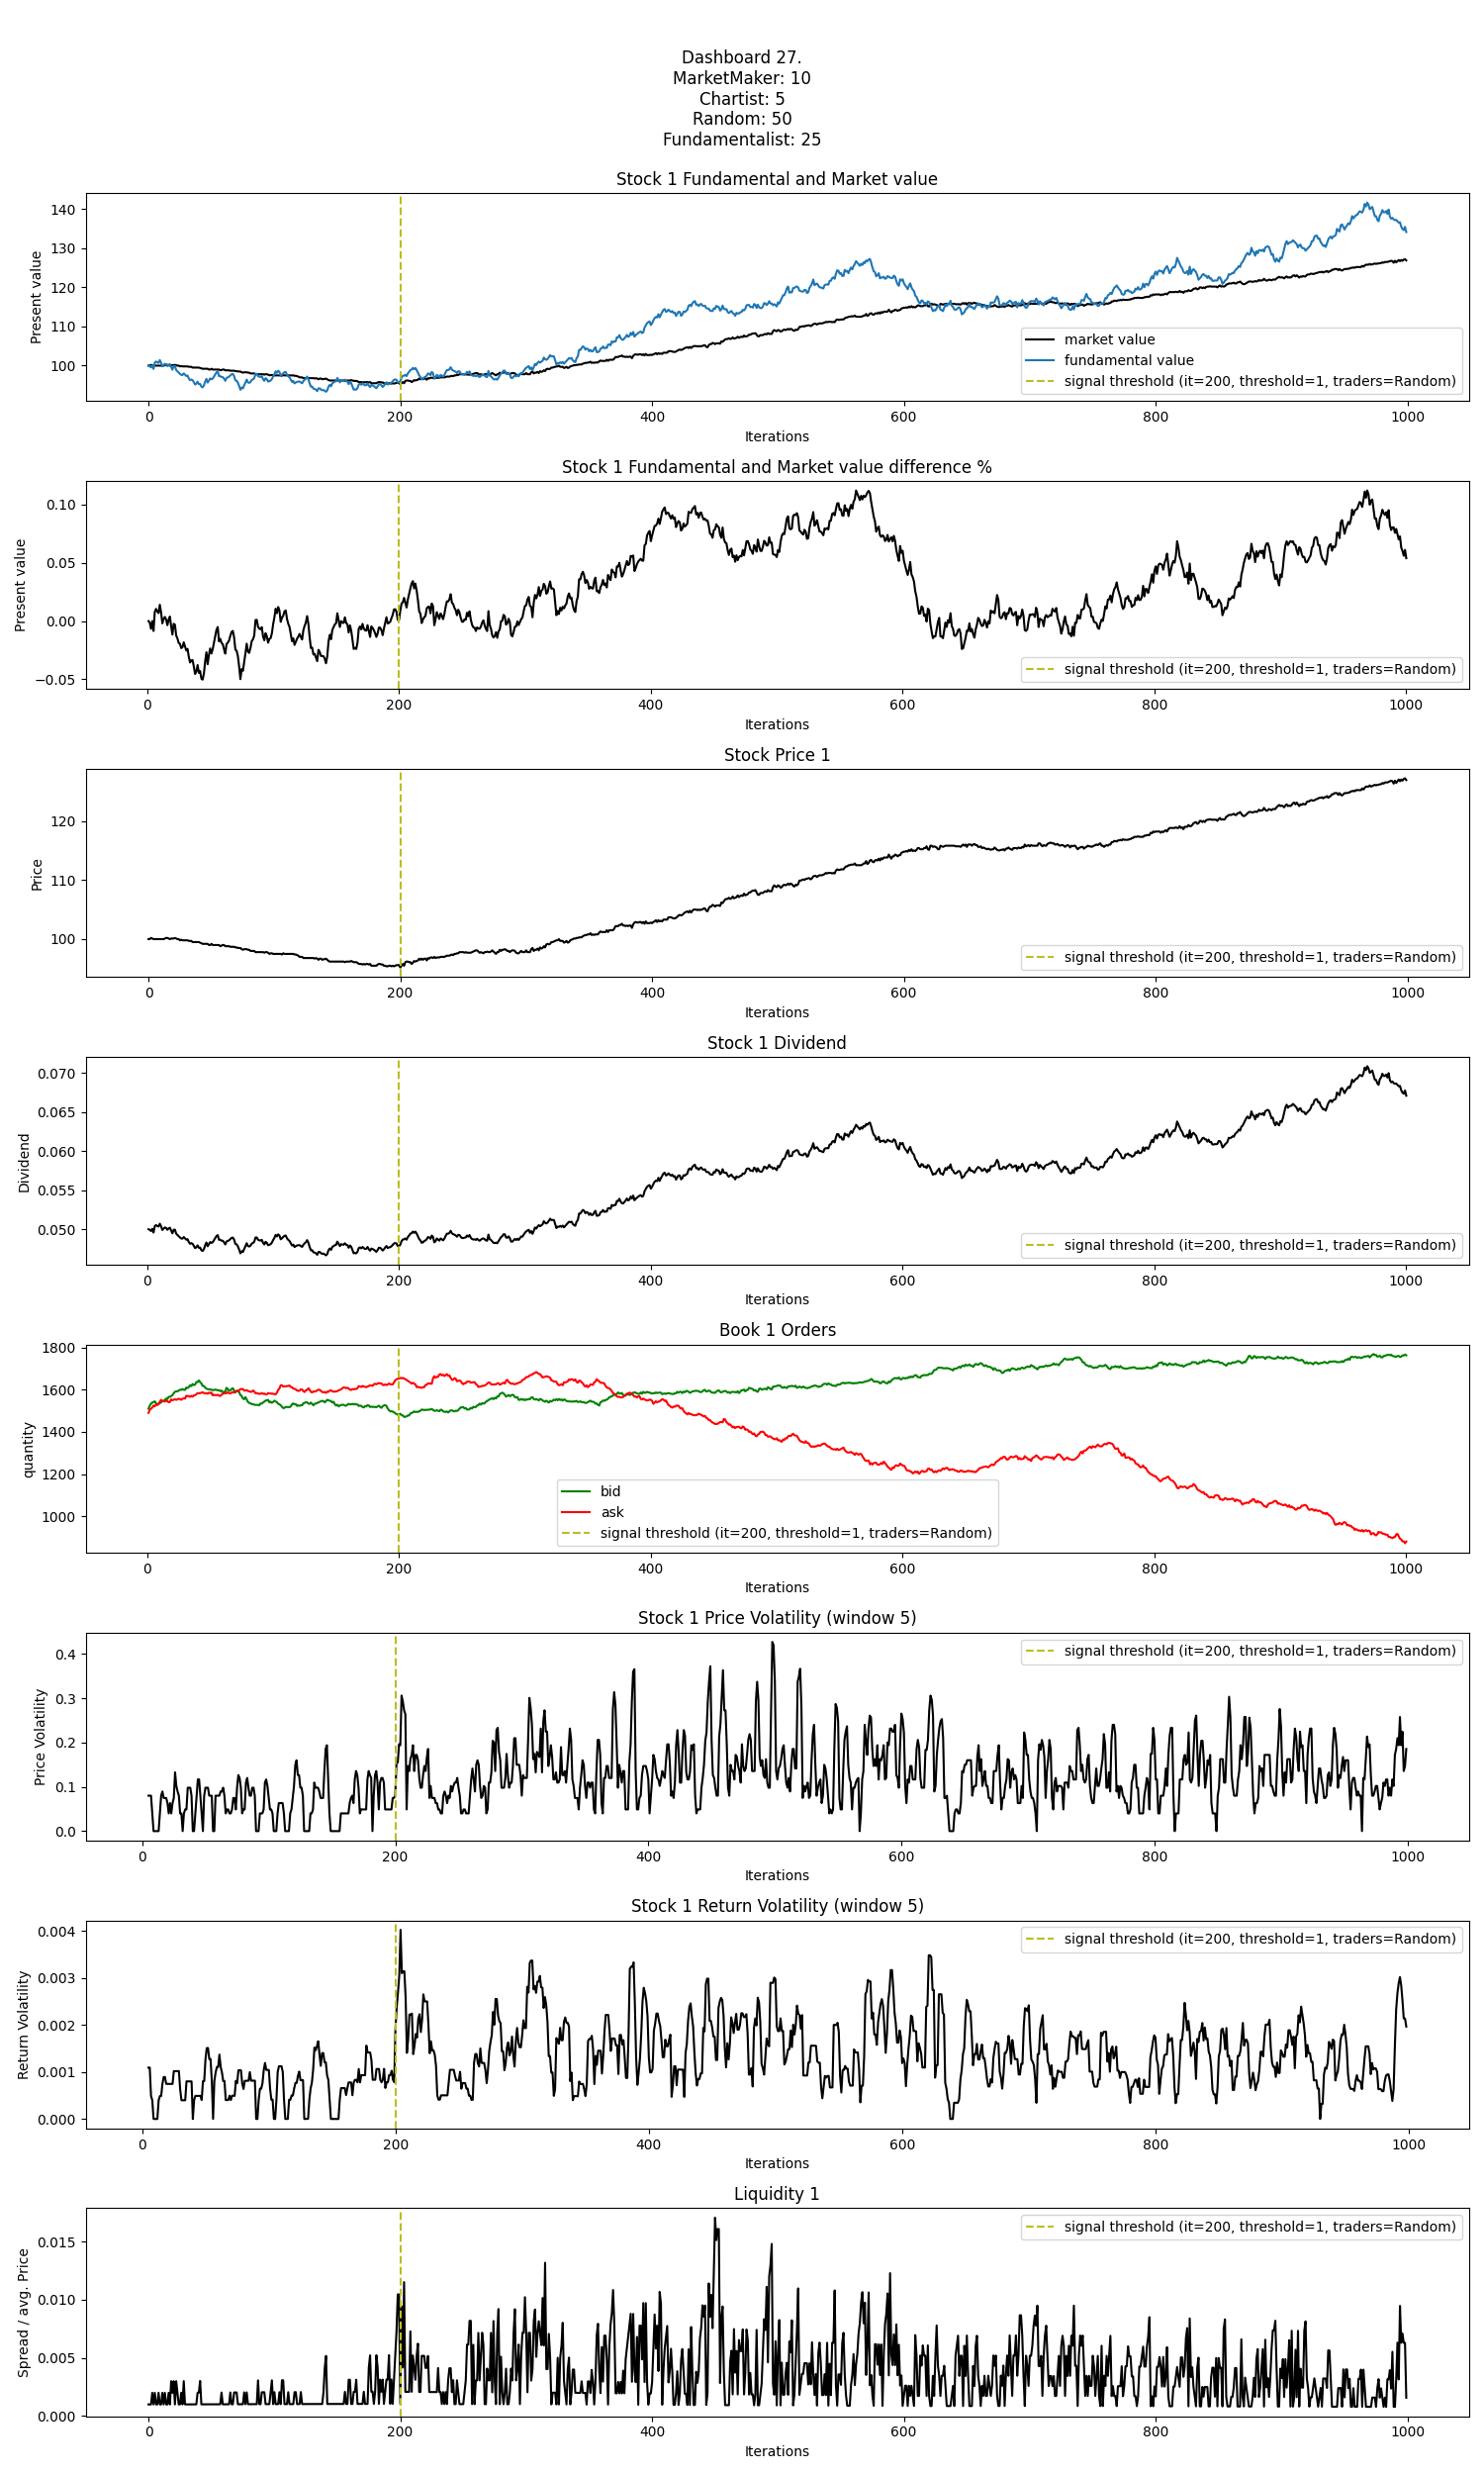 Dashboard 27.
MarketMaker: 10
Chartist: 5
Random: 50
Fundamentalist: 25
Stock 1 Fundamental and Market value
Present value
140
130
120
110
100
market value
fundamental value
signal threshold (it=200, threshold=1, traders=Random)
0 200 400 600 800 1000
Iterations
Stock 1 Fundamental and Market value difference %
Present value
0.10
0.05
0.00
−0.05
signal threshold (it=200, threshold=1, traders=Random)
0 200 400 600 800 1000
Iterations
Stock Price 1
Price
120
110
100
signal threshold (it=200, threshold=1, traders=Random)
0 200 400 600 800 1000
Iterations
Stock 1 Dividend
Dividend
0.070
0.065
0.060
0.055
0.050
signal threshold (it=200, threshold=1, traders=Random)
0 200 400 600 800 1000
Iterations
Book 1 Orders
quantity
1800
1600
1400
1200
1000
bid
ask
signal threshold (it=200, threshold=1, traders=Random)
0 200 400 600 800 1000
Iterations
Stock 1 Price Volatility (window 5)
Price Volatility
0.4
0.3
0.2
0.1
0.0
signal threshold (it=200, threshold=1, traders=Random)
0 200 400 600 800 1000
Iterations
Stock 1 Return Volatility (window 5)
Return Volatility
0.004
0.003
0.002
0.001
0.000
signal threshold (it=200, threshold=1, traders=Random)
0 200 400 600 800 1000
Iterations
Liquidity 1
Spread / avg. Price
0.015
0.010
0.005
0.000
signal threshold (it=200, threshold=1, traders=Random)
0 200 400 600 800 1000
Iterations